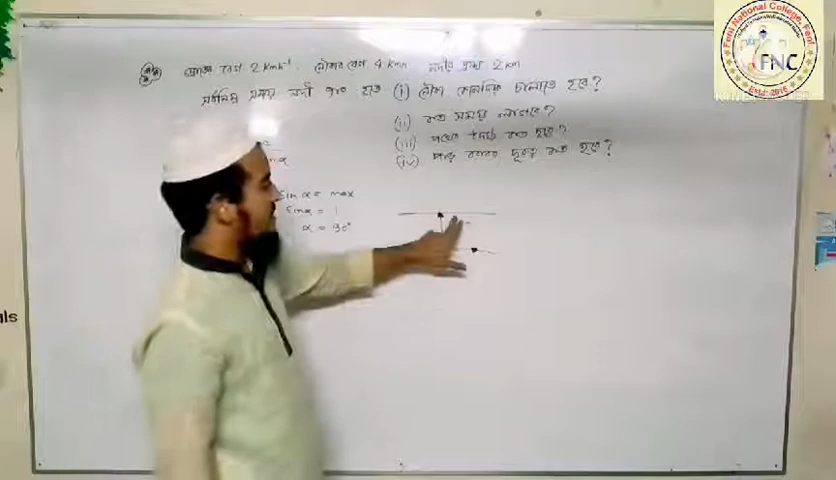 স্রোতের বেগ 2 kmh⁻¹ নৌকার বেগ 4 kmh নদীর প্রস্থ 2 km
সর্বনিম্ন সময়ে নদী পার হতে (i) নৌকা কোনদিকে চালাতে হবে?
(ii) কত সময় লাগবে?
(iii) পথের দৈর্ঘ্য কত হবে?
(iv) পাড় বরাবর দূরত্ব কত হবে?
Sin α = max
Sin α = 1
α = 90°
Feni National College, Feni
FNC
Estd: 2016